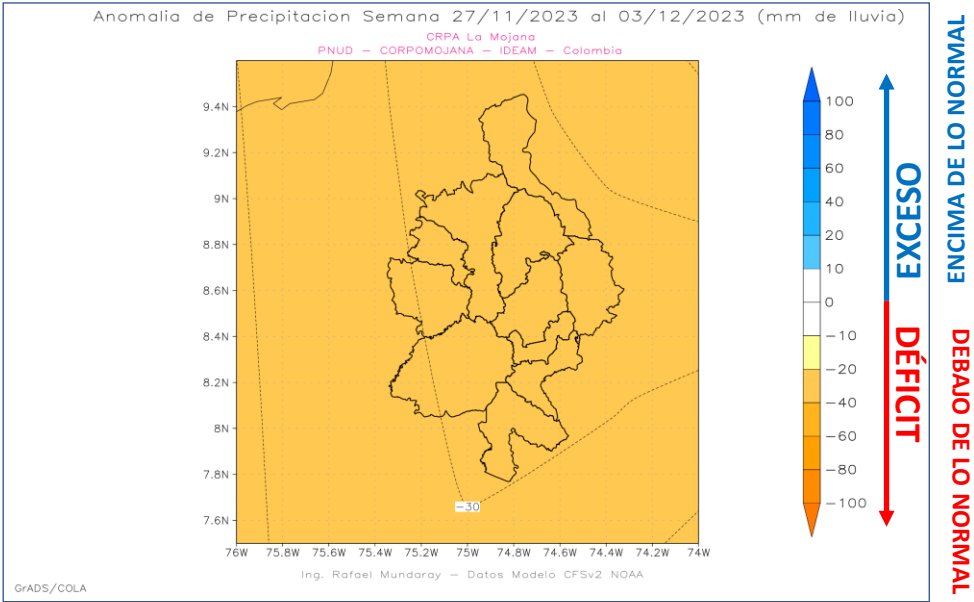 Anomalia de Precipitacion Semana 27/11/2023 al 03/12/2023 (mm de lluvia)
CRPA La Mojana
PNUD – CORPOMOJANA – IDEAM – Colombia
9.4N
9.2N
9N
8.8N
8.6N
8.4N
8.2N
8N
7.8N
7.6N
-30
76W 75.8W 75.6W 75.4W 75.2W 75W 74.8W 74.6W 74.4W 74.2W 74W
Ing. Rafael Mundaray – Datos Modelo CFSv2 NOAA
GrADS/COLA
100
80
60
40
20
10
0
-10
-20
-40
-60
-80
-100
EXCESO
DÉFICIT
ENCIMA DE LO NORMAL
DEBAJO DE LO NORMAL